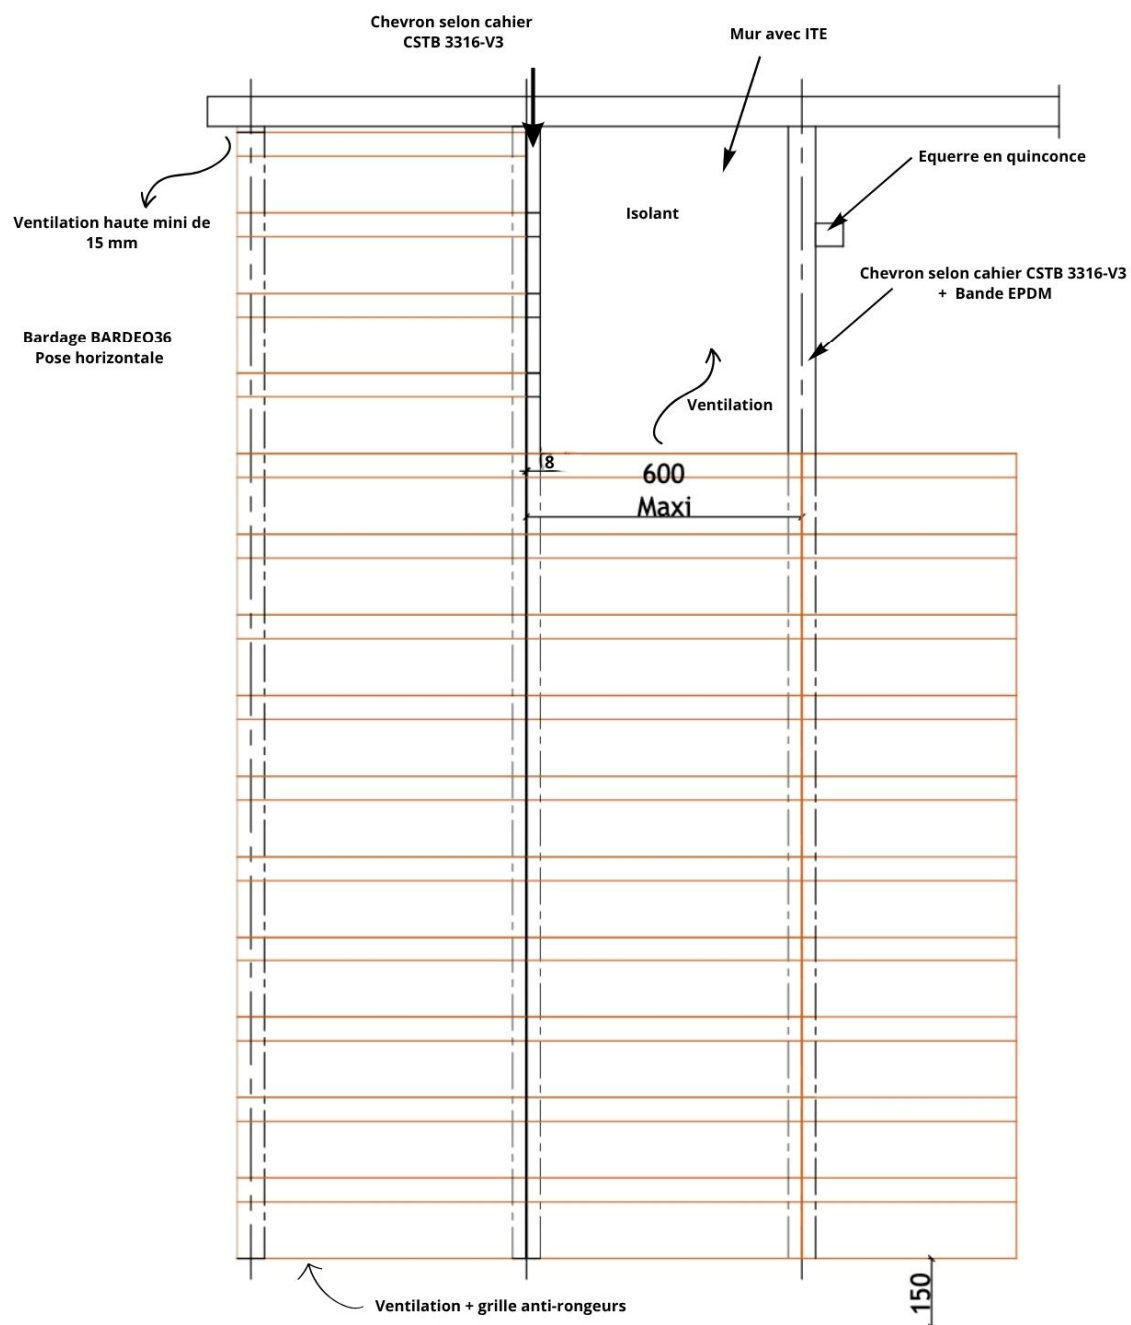 Chevron selon cahier
CSTB 3316-V3
Mur avec ITE
Equerre en quinconce
Ventilation haute mini de
15 mm
Isolant
Chevron selon cahier CSTB 3316-V3
+ Bande EPDM
Bardage BARDEO36
Pose horizontale
Ventilation
8
600
Maxi
150
Ventilation + grille anti-rongeurs